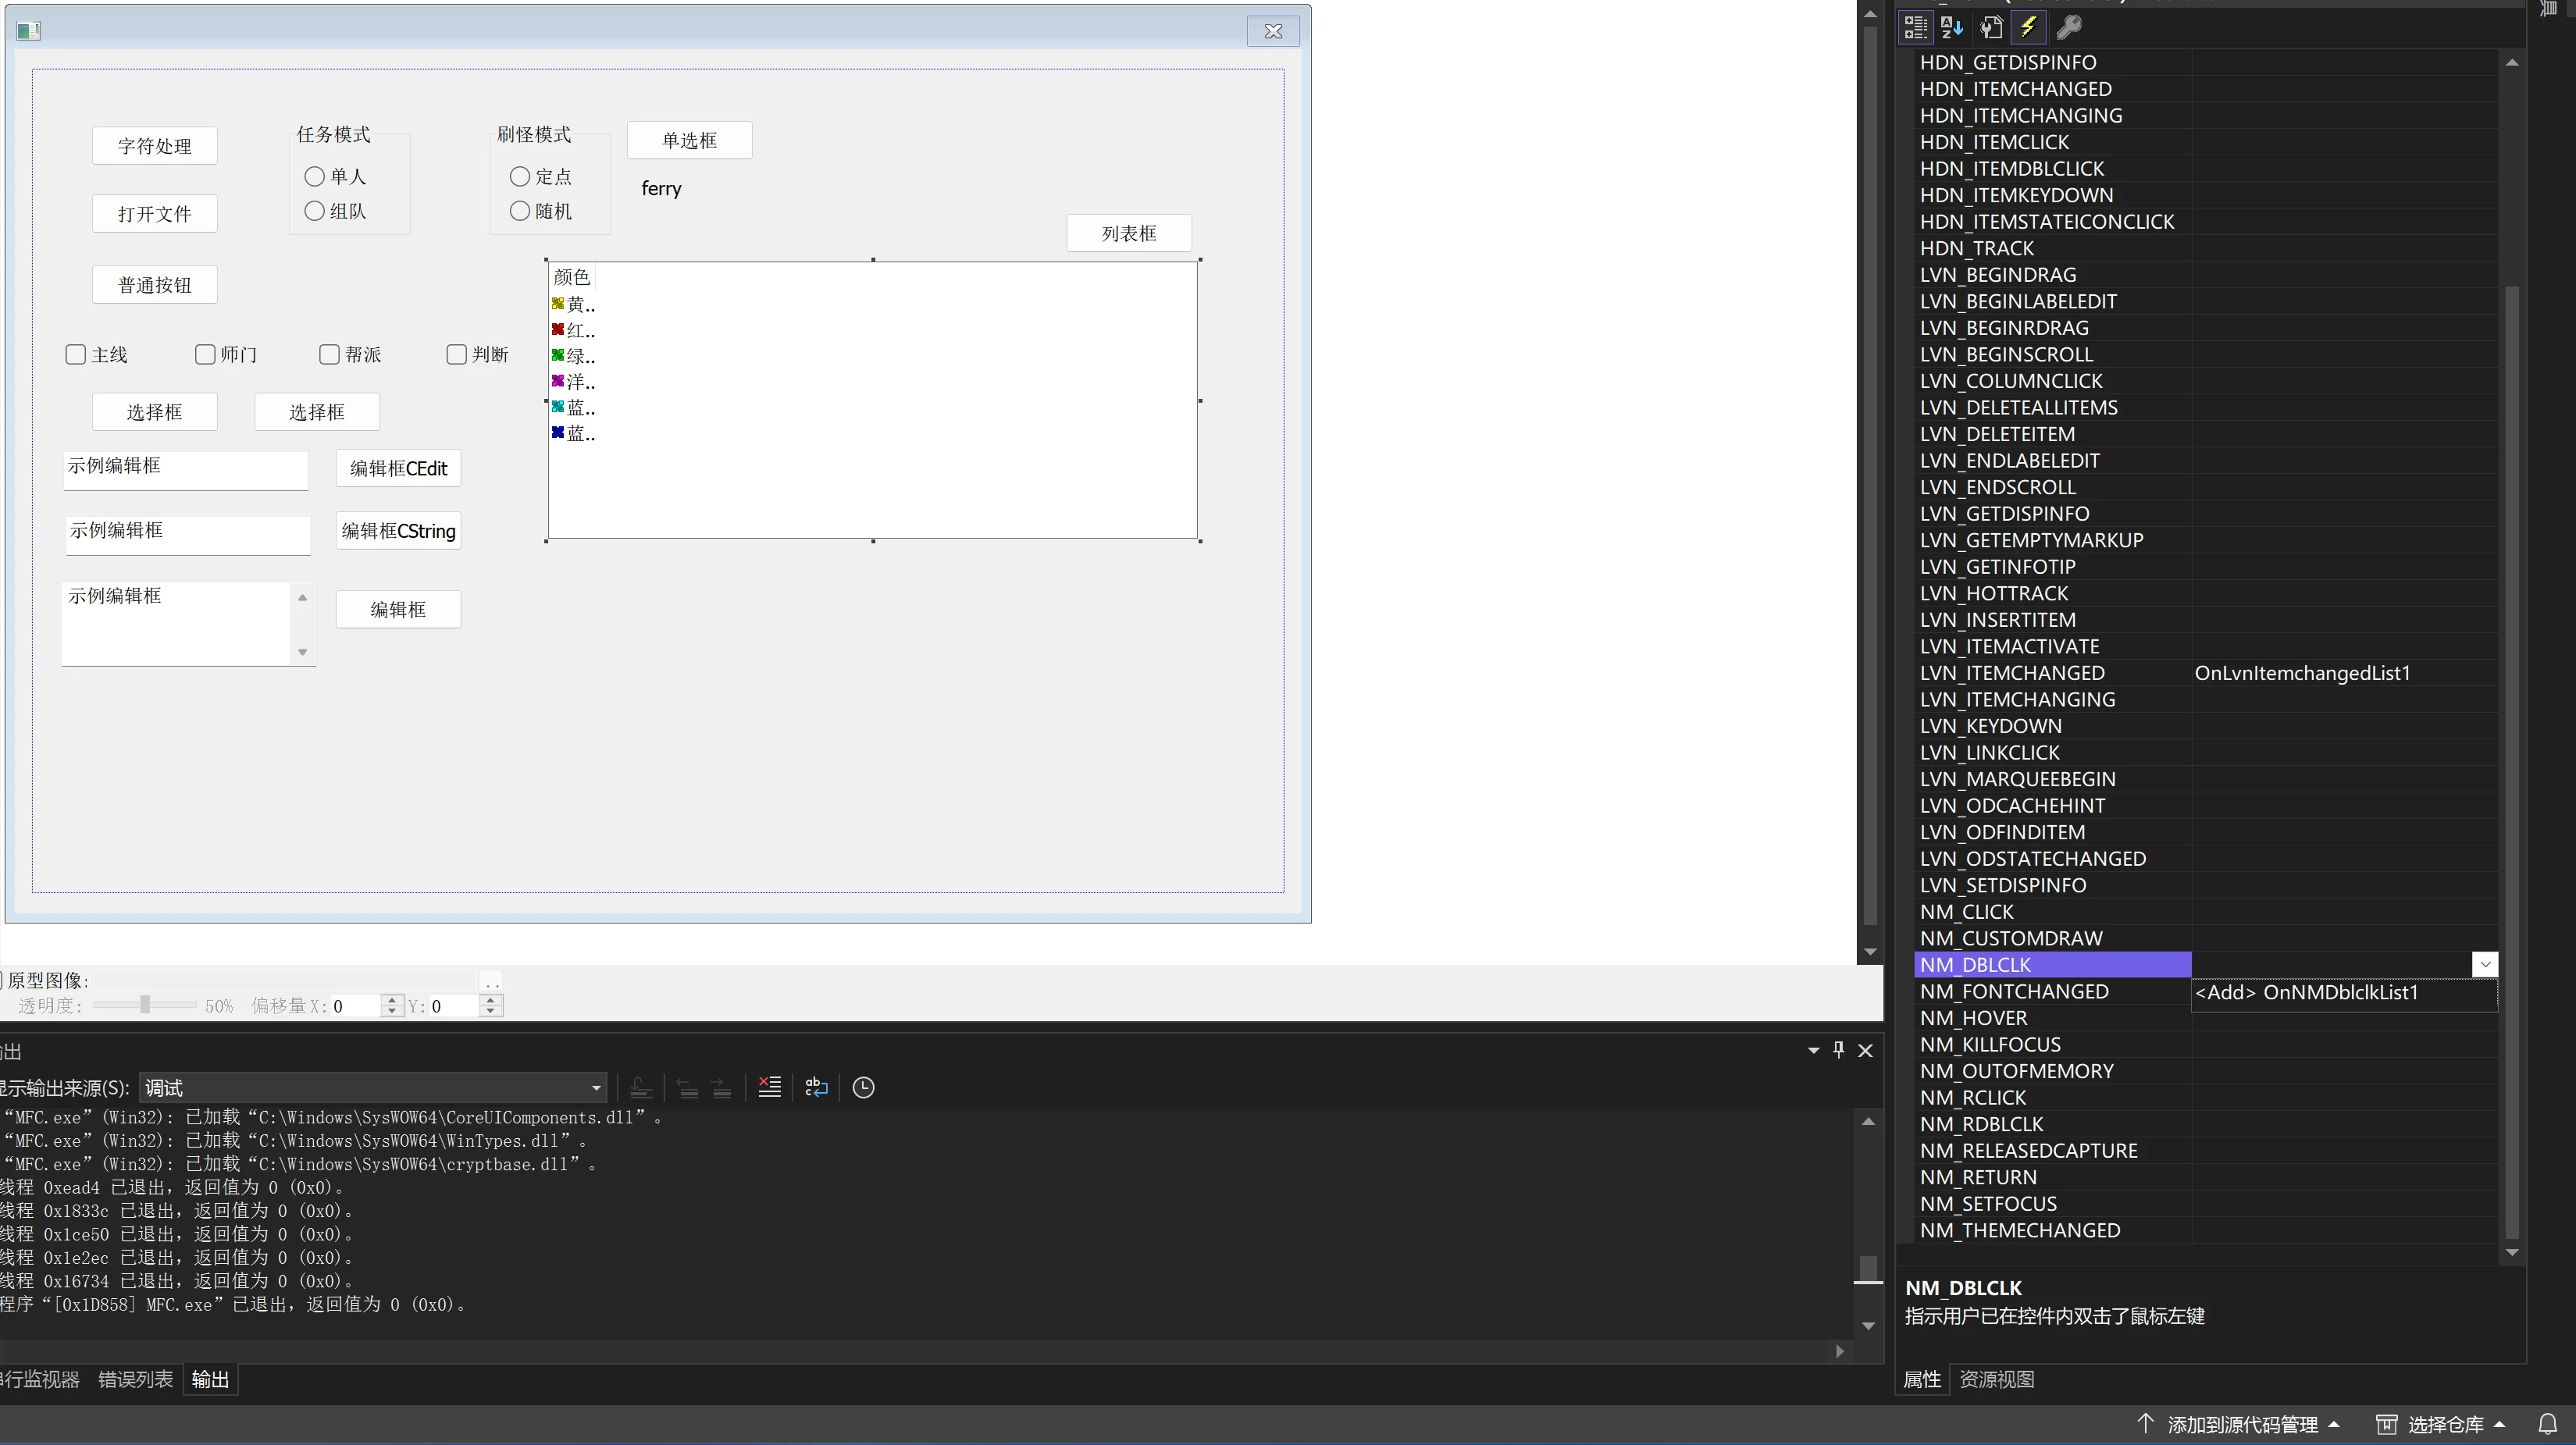 字符处理
打开文件
普通按钮
任务模式
单人
组队
刷怪模式
定点
随机
单选框
ferry
列表框
颜色
黄..
红..
绿..
洋..
蓝..
蓝..
主线
师门
帮派
判断
选择框
选择框
示例编辑框
编辑框CEdit
示例编辑框
编辑框CString
示例编辑框
编辑框
原型图像:
..
透明度:
50%
偏移量 X: 0
Y: 0
出
显示输出来源(S): 调试
“MFC.exe” (Win32): 已加载 “C:\Windows\SysWOW64\CoreUIComponents.dll” 。
“MFC.exe” (Win32): 已加载 “C:\Windows\SysWOW64\WinTypes.dll” 。
“MFC.exe” (Win32): 已加载 “C:\Windows\SysWOW64\cryptbase.dll” 。
线程 0xead4 已退出，返回值为 0 (0x0)。
线程 0x1833c 已退出，返回值为 0 (0x0)。
线程 0x1ce50 已退出，返回值为 0 (0x0)。
线程 0x1e2ec 已退出，返回值为 0 (0x0)。
线程 0x16734 已退出，返回值为 0 (0x0)。
程序 “[0x1D858] MFC.exe” 已退出，返回值为 0 (0x0)。
行监视器 错误列表 输出
HDN_GETDISPINFO
HDN_ITEMCHANGED
HDN_ITEMCHANGING
HDN_ITEMCLICK
HDN_ITEMDBLCLICK
HDN_ITEMKEYDOWN
HDN_ITEMSTATEICONCLICK
HDN_TRACK
LVN_BEGINDRAG
LVN_BEGINLABELEDIT
LVN_BEGINRDRAG
LVN_BEGINSCROLL
LVN_COLUMNCLICK
LVN_DELETEALLITEMS
LVN_DELETEITEM
LVN_ENDLABELEDIT
LVN_ENDSCROLL
LVN_GETDISPINFO
LVN_GETEMPTYMARKUP
LVN_GETINFOTIP
LVN_HOTTRACK
LVN_INSERTITEM
LVN_ITEMACTIVATE
LVN_ITEMCHANGED OnLvnItemchangedList1
LVN_ITEMCHANGING
LVN_KEYDOWN
LVN_LINKCLICK
LVN_MARQUEEBEGIN
LVN_ODCACHEHINT
LVN_ODFINDITEM
LVN_ODSTATECHANGED
LVN_SETDISPINFO
NM_CLICK
NM_CUSTOMDRAW
NM_DBLCLK
NM_FONTCHANGED <Add> OnNMDblclkList1
NM_HOVER
NM_KILLFOCUS
NM_OUTOFMEMORY
NM_RCLICK
NM_RDBLCLK
NM_RELEASEDCAPTURE
NM_RETURN
NM_SETFOCUS
NM_THEMECHANGED
NM_DBLCLK
指示用户已在控件内双击了鼠标左键
属性 资源视图
添加到源代码管理 选择仓库